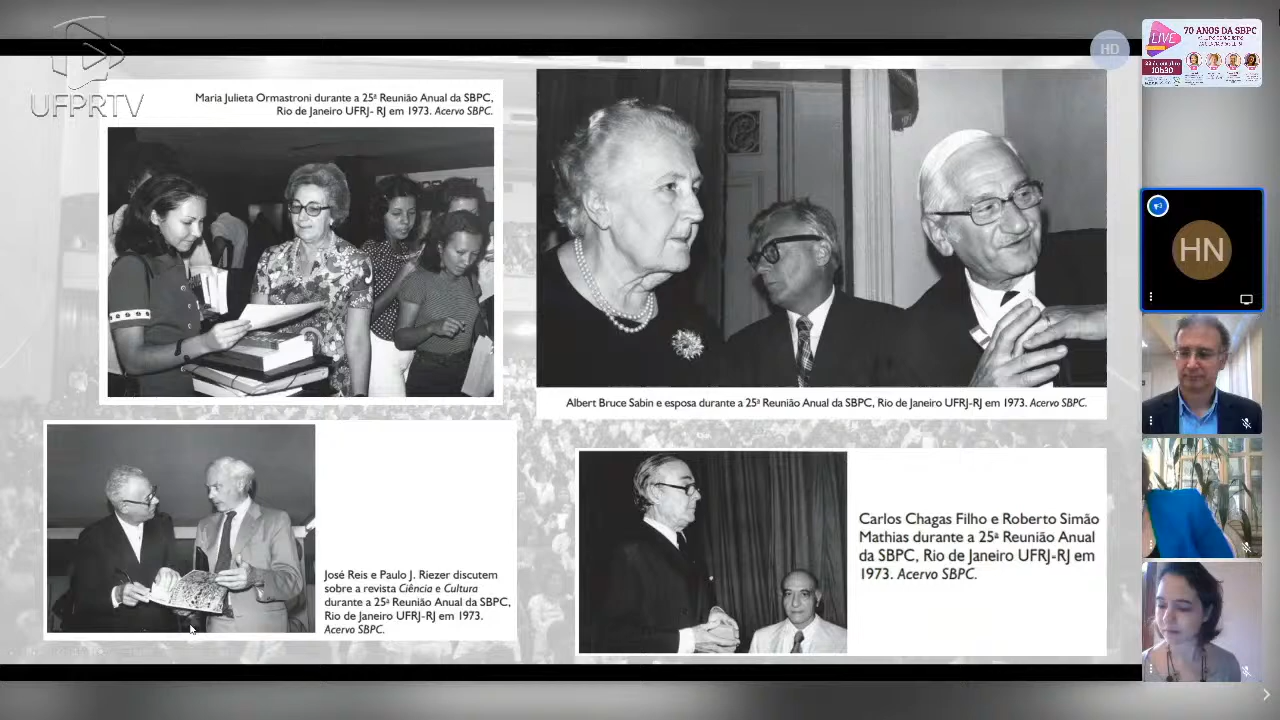 UFPRTV
Maria Julieta Ormastroni durante a 25ª Reunião Anual da SBPC,
Rio de Janeiro UFRJ- RJ em 1973. Acervo SBPC.
HD
LIVE
70 ANOS DA SBPC
10h30
HN
Albert Bruce Sabin e esposa durante a 25ª Reunião Anual da SBPC, Rio de Janeiro UFRJ-RJ em 1973. Acervo SBPC.
José Reis e Paulo J. Riezer discutem
sobre a revista Ciência e Cultura
durante a 25ª Reunião Anual da SBPC,
Rio de Janeiro UFRJ-RJ em 1973.
Acervo SBPC.
Carlos Chagas Filho e Roberto Simão
Mathias durante a 25ª Reunião Anual
da SBPC, Rio de Janeiro UFRJ-RJ em
1973. Acervo SBPC.